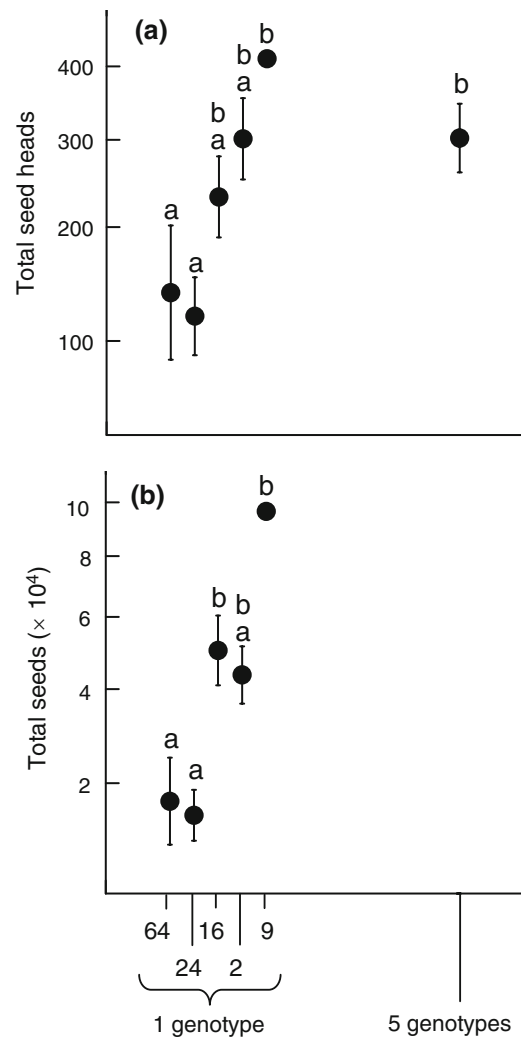 (a)
Total seed heads
400
300
200
100
a
a
b
a
b
a
b
b
(b)
Total seeds (× 10⁴)
10
8
6
4
2
a
a
b
b
a
b
64
24
16
2
9
1 genotype
5 genotypes